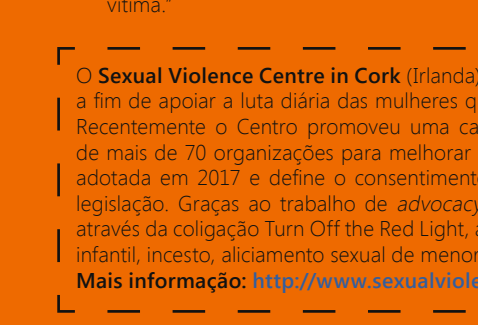 vítima."
O Sexual Violence Centre in Cork (Irlanda)
a fim de apoiar a luta diária das mulheres q
Recentemente o Centro promoveu uma ca
de mais de 70 organizações para melhorar
adotada em 2017 e define o consentiment
legislação. Graças ao trabalho de advocacy
através da coligação Turn Off the Red Light, a
infantil, incesto, aliciamento sexual de menor
Mais informação: http://www.sexualviole